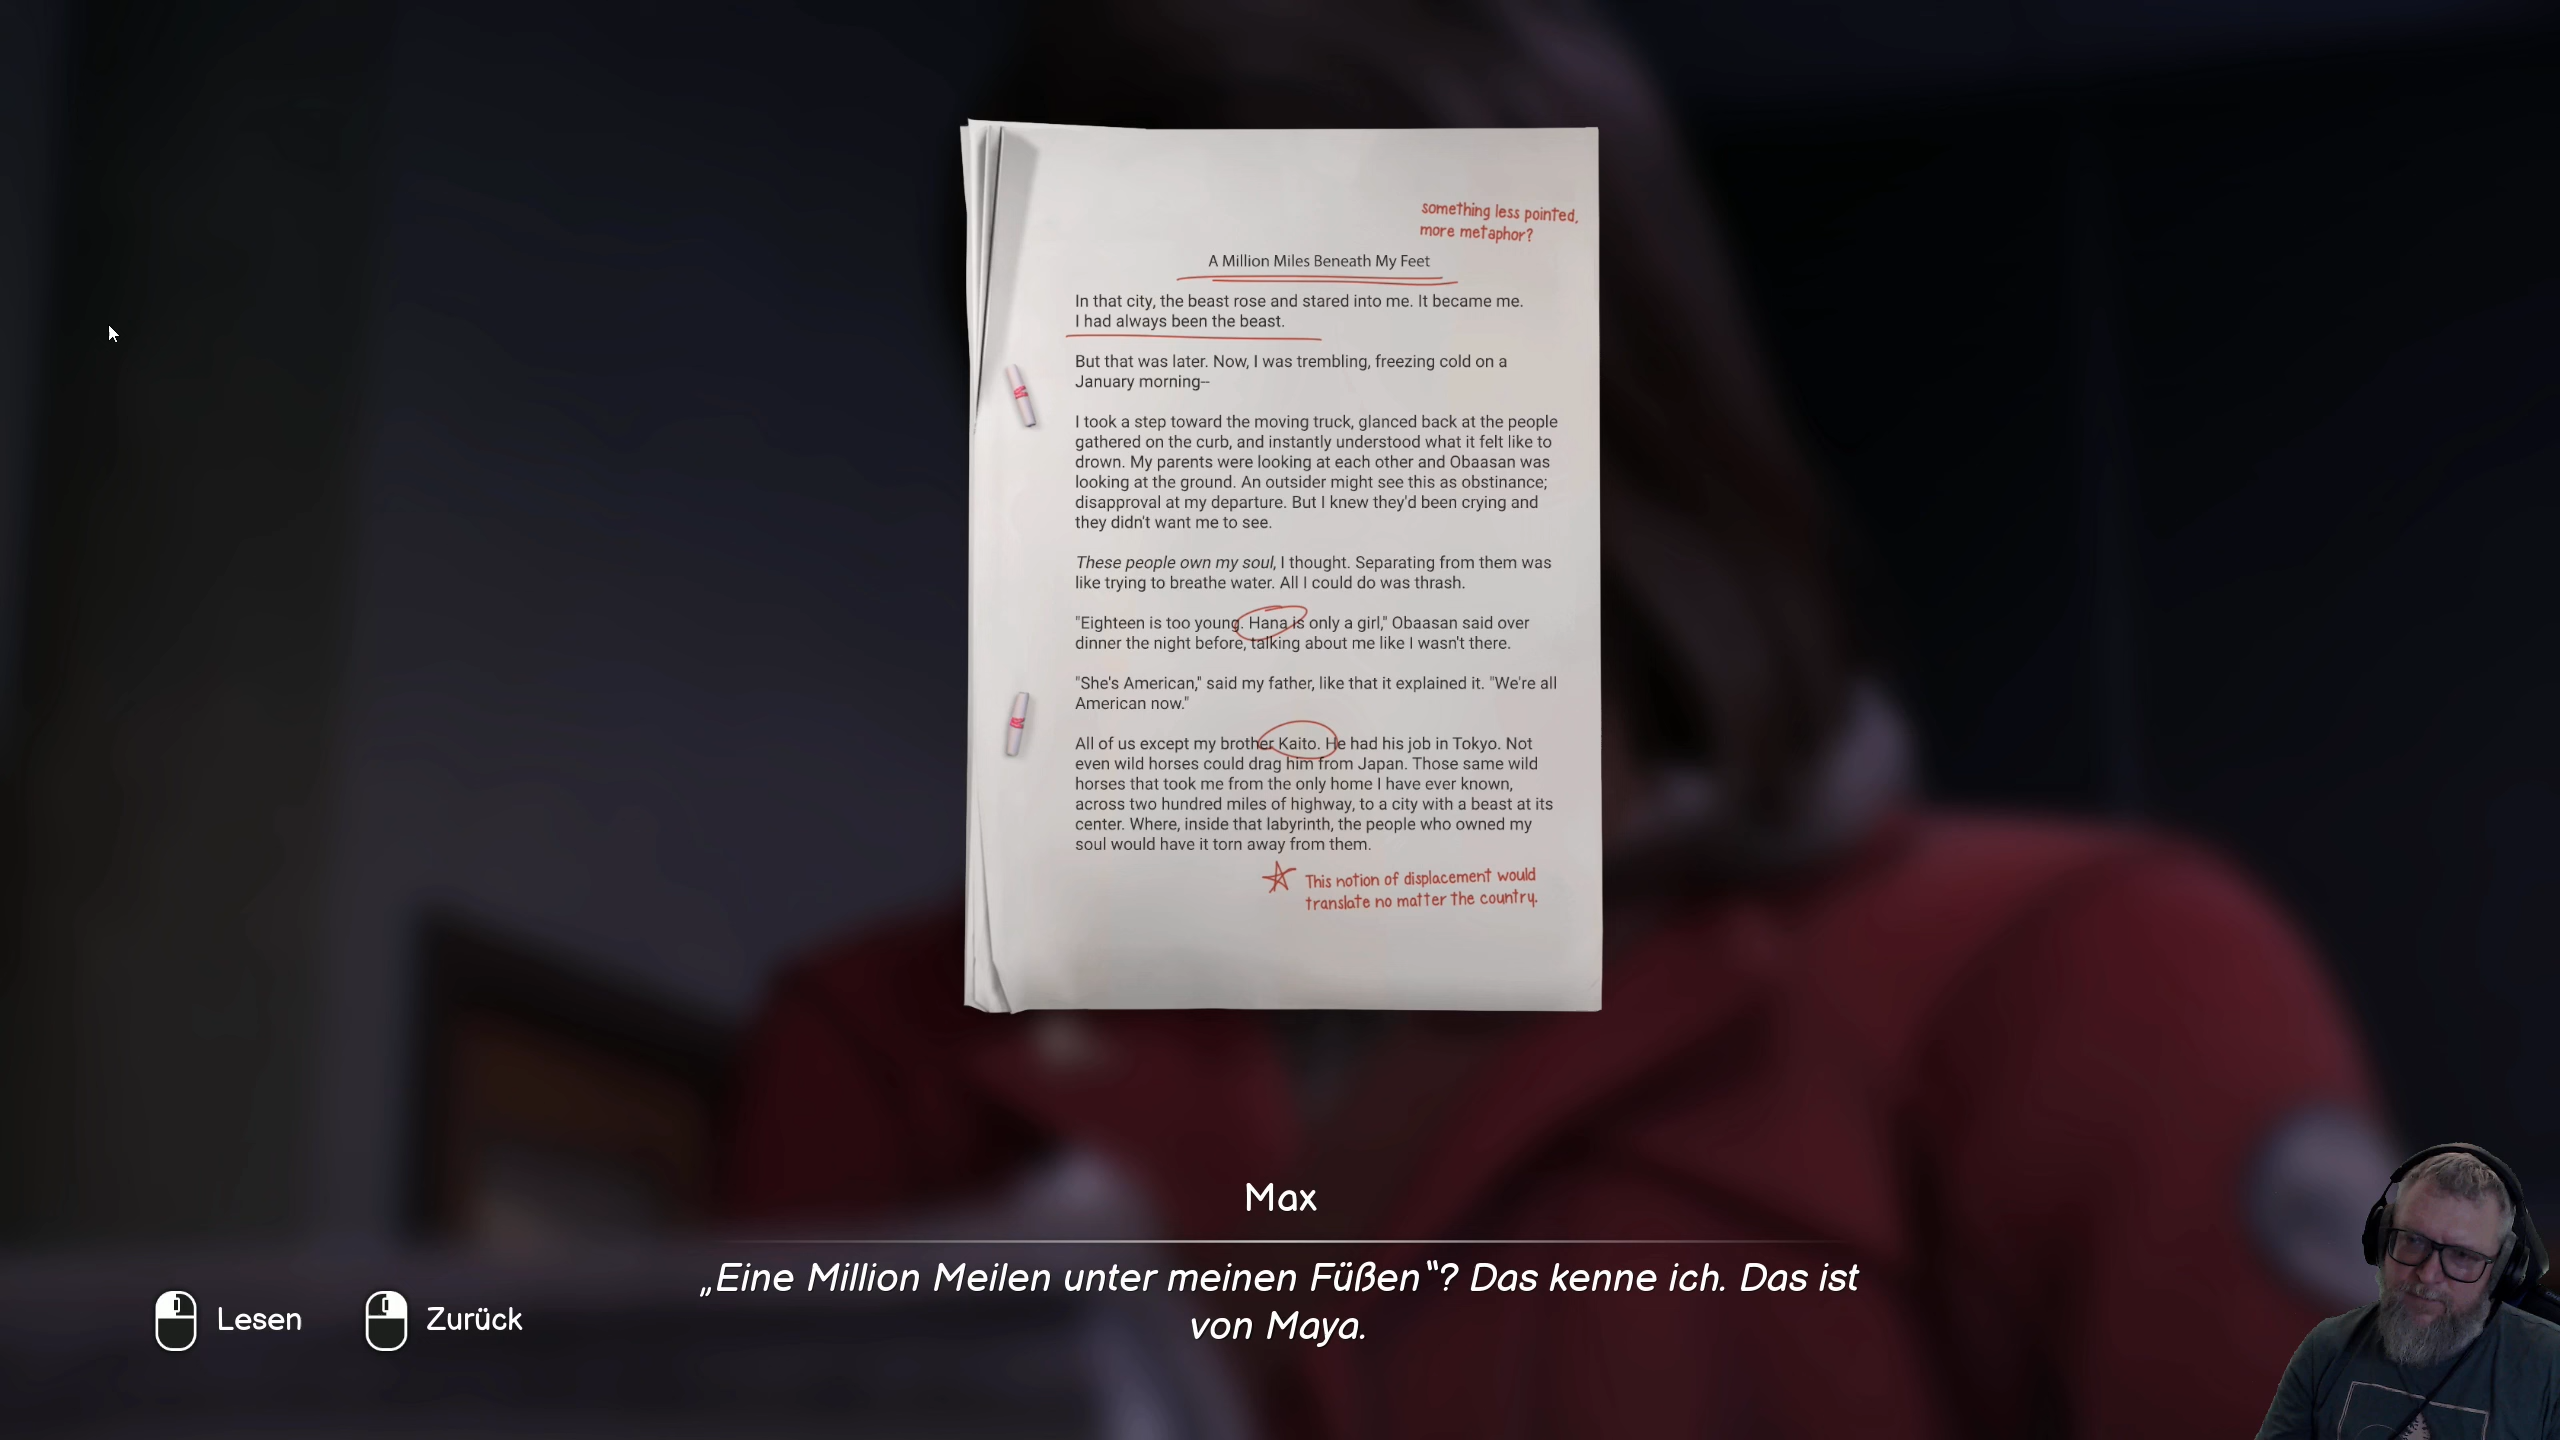 something less pointed,
more metaphor?
A Million Miles Beneath My Feet
In that city, the beast rose and stared into me. It became me.
I had always been the beast.
But that was later. Now, I was trembling, freezing cold on a
January morning--
I took a step toward the moving truck, glanced back at the people
gathered on the curb, and instantly understood what it felt like to
drown. My parents were looking at each other and Obaasan was
looking at the ground. An outsider might see this as obstinance;
disapproval at my departure. But I knew they'd been crying and
they didn't want me to see.
These people own my soul, I thought. Separating from them was
like trying to breathe water. All I could do was thrash.
"Eighteen is too young. Hana is only a girl," Obaasan said over
dinner the night before, talking about me like I wasn't there.
"She's American," said my father, like that it explained it. "We're all
American now."
All of us except my brother Kaito. He had his job in Tokyo. Not
even wild horses could drag him from Japan. Those same wild
horses that took me from the only home I have ever known,
across two hundred miles of highway, to a city with a beast at its
center. Where, inside that labyrinth, the people who owned my
soul would have it torn away from them.
This notion of displacement would
translate no matter the country.
Max
„Eine Million Meilen unter meinen Füßen“? Das kenne ich. Das ist
von Maya.
Lesen Zurück